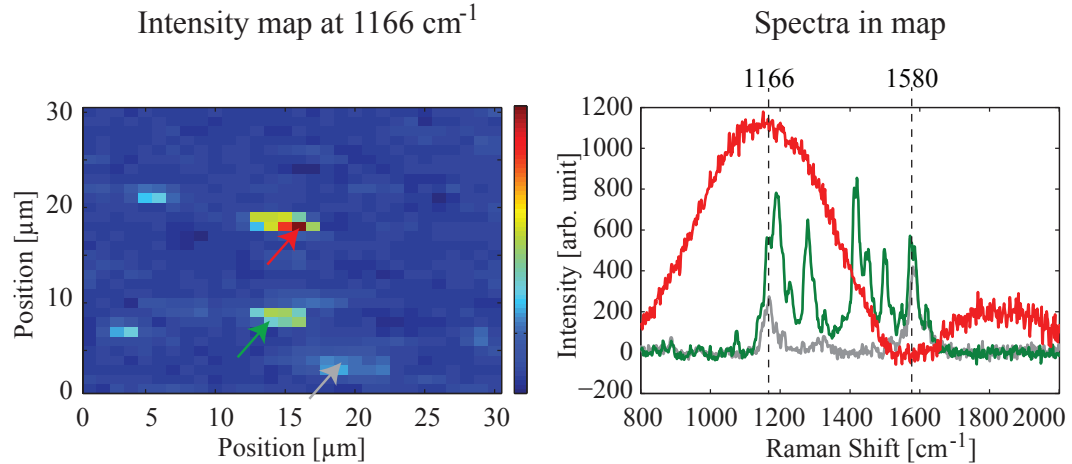 Intensity map at 1166 cm⁻¹
Position [µm]
30
20
10
0
0 5 10 15 20 25 30
Position [µm]
Spectra in map
1166 1580
Intensity [arb. unit]
1200
1000
800
600
400
200
0
−200
800 1000 1200 1400 1600 1800 2000
Raman Shift [cm⁻¹]